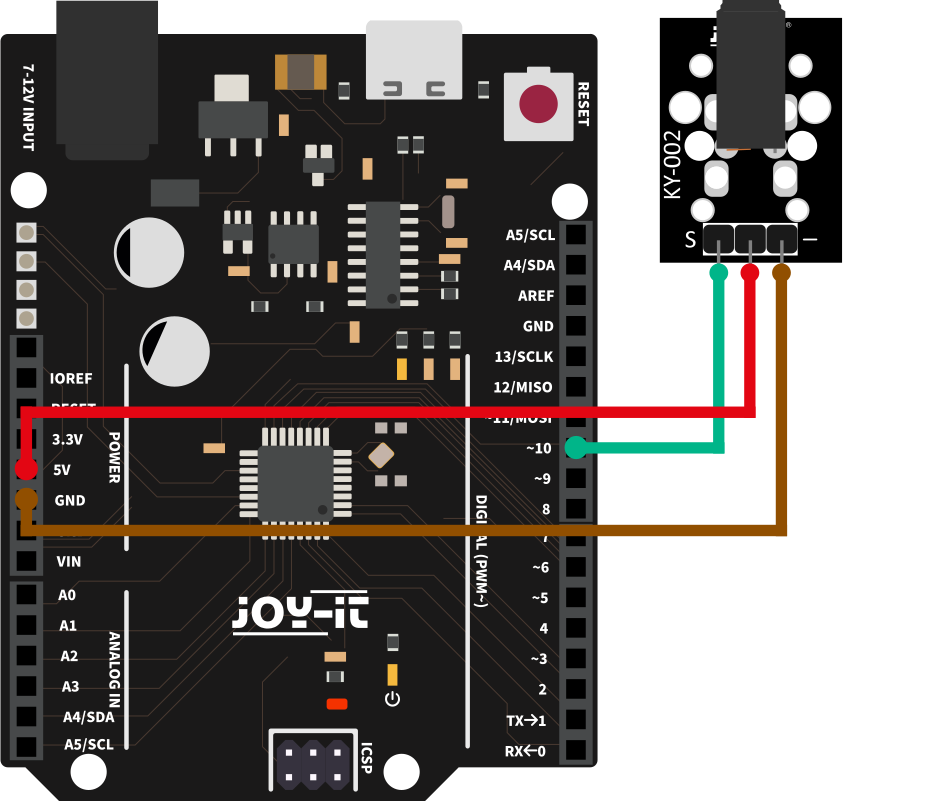 7-12V INPUT
RESET
IOREF
RESET
3.3V
5V
GND
VIN
POWER
A0
A1
A2
A3
A4/SDA
A5/SCL
ANALOG IN
A5/SCL
A4/SDA
AREF
GND
13/SCLK
12/MISO
~11/MOSI
~10
~9
8
7
~6
~5
4
~3
2
TX→1
RX←0
DIGITAL (PWM~)
JOY-iT
ICSP
KY-002
S
–
®